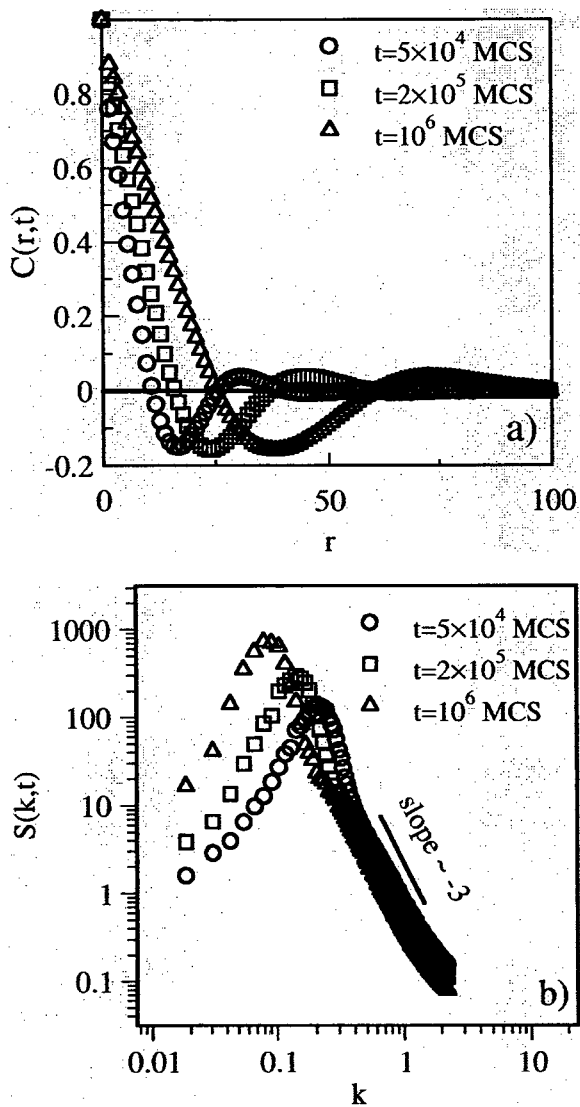 t=5×10⁴ MCS
t=2×10⁵ MCS
t=10⁶ MCS
0.8
0.6
0.4
0.2
0
-0.2
C(r,t)
a)
0
50
100
r
t=5×10⁴ MCS
t=2×10⁵ MCS
t=10⁶ MCS
1000
100
10
1
0.1
S(k,t)
slope ~ -3
b)
0.01
0.1
1
10
k